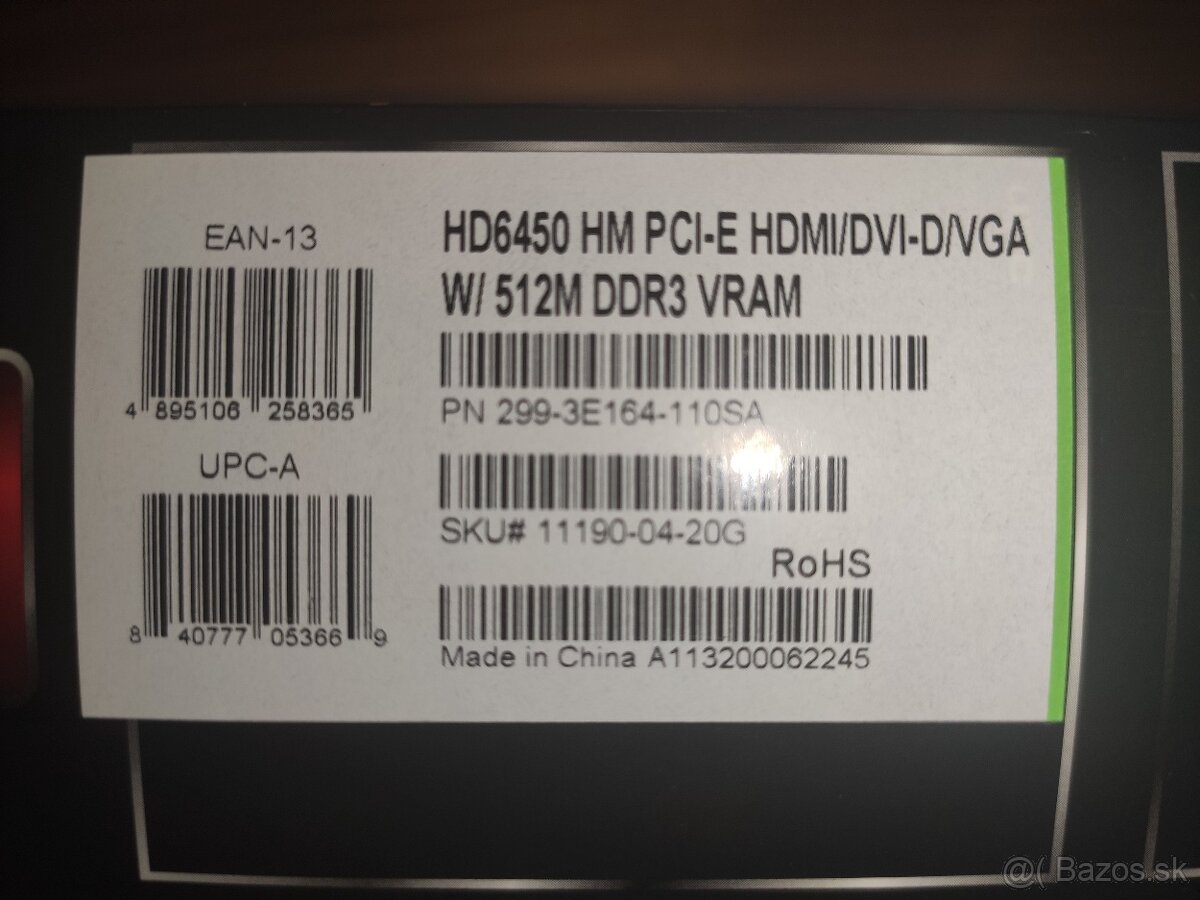 EAN-13
4 895106 258365
UPC-A
8 40777 05366 9
HD6450 HM PCI-E HDMI/DVI-D/VGA
W/ 512M DDR3 VRAM
PN 299-3E164-110SA
SKU# 11190-04-20G
RoHS
Made in China A113200062245
@( Bazos.sk